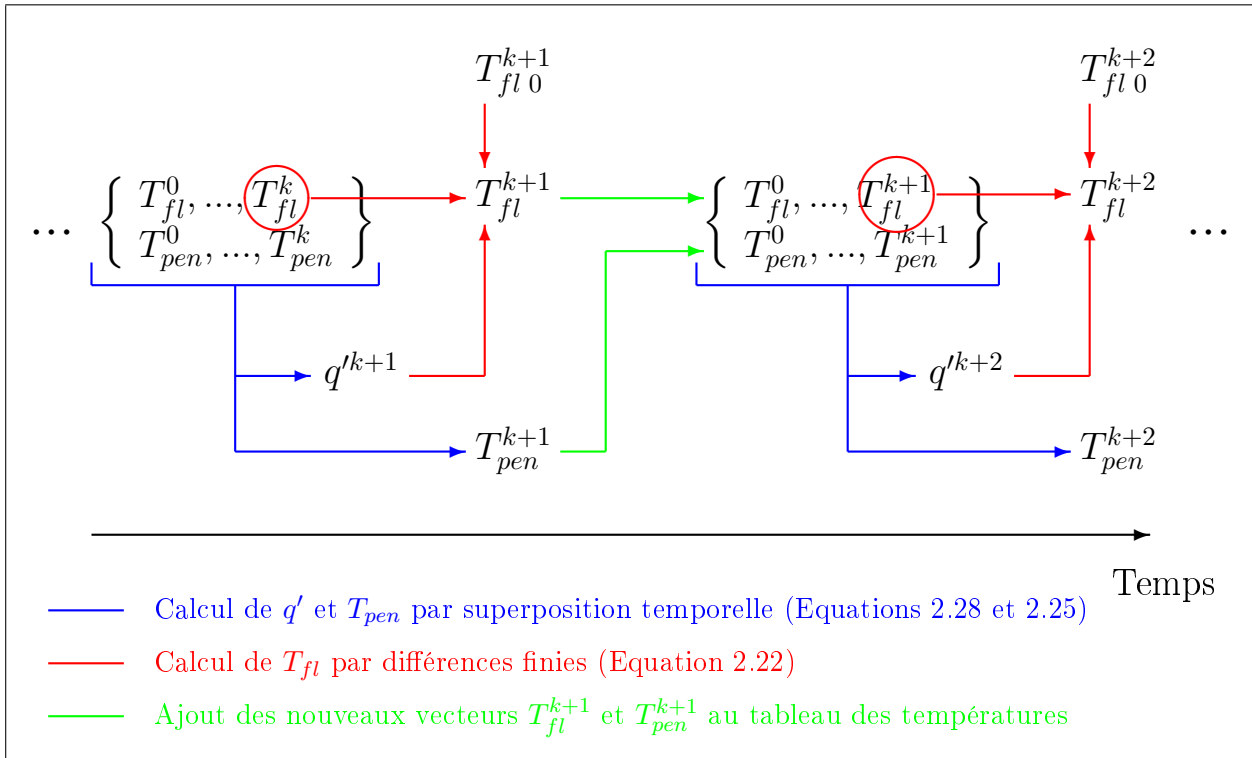 T_{fl 0}^{k+1} T_{fl 0}^{k+2}
... { T_{fl}^{0}, ..., T_{fl}^{k} T_{pen}^{0}, ..., T_{pen}^{k} } T_{fl}^{k+1} { T_{fl}^{0}, ..., T_{fl}^{k+1} T_{pen}^{0}, ..., T_{pen}^{k+1} } T_{fl}^{k+2} ...
q'^{k+1} q'^{k+2}
T_{pen}^{k+1} T_{pen}^{k+2}
Temps
Calcul de q' et T_{pen} par superposition temporelle (Equations 2.28 et 2.25)
Calcul de T_{fl} par différences finies (Equation 2.22)
Ajout des nouveaux vecteurs T_{fl}^{k+1} et T_{pen}^{k+1} au tableau des températures